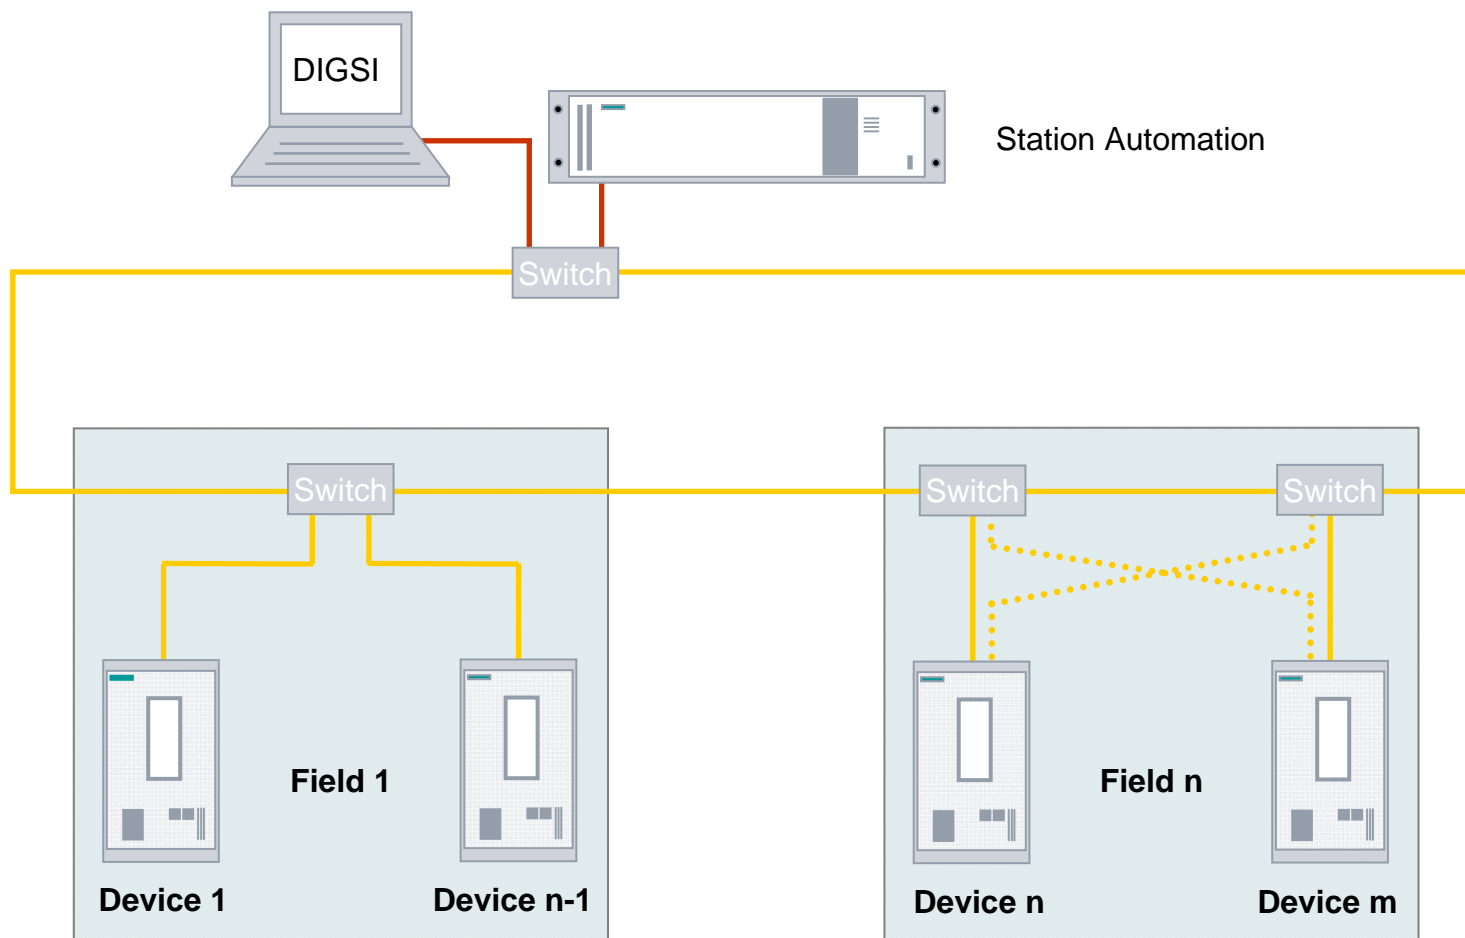 DIGSI
Station Automation
Switch
Switch
Switch
Switch
Field 1
Field n
Device 1
Device n-1
Device n
Device m